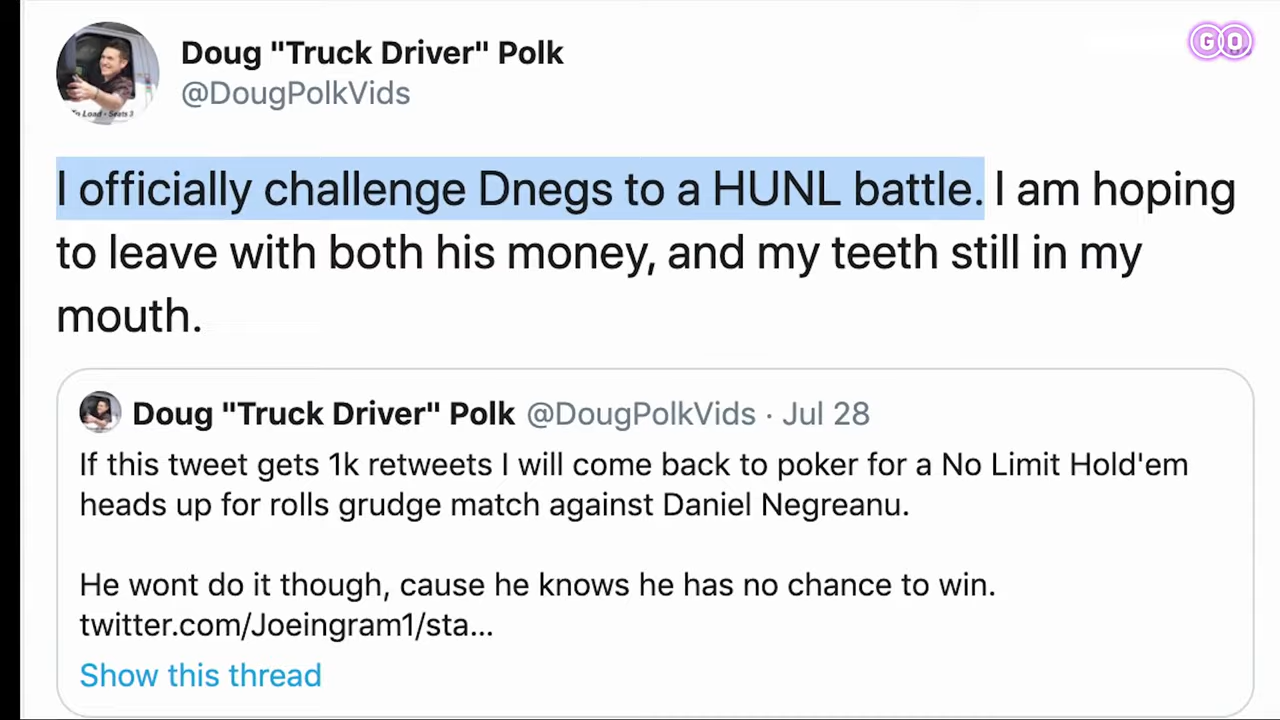 GO
Doug "Truck Driver" Polk
@DougPolkVids
To Load - Seats 3
I officially challenge Dnegs to a HUNL battle. I am hoping
to leave with both his money, and my teeth still in my
mouth.
Doug "Truck Driver" Polk @DougPolkVids · Jul 28
If this tweet gets 1k retweets I will come back to poker for a No Limit Hold'em
heads up for rolls grudge match against Daniel Negreanu.
He wont do it though, cause he knows he has no chance to win.
twitter.com/Joeingram1/sta...
Show this thread